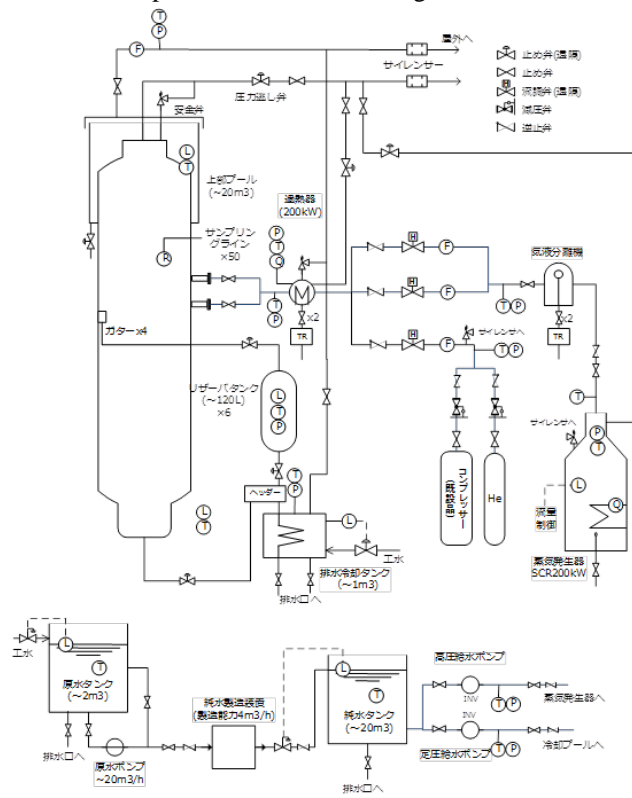 T
P
F
屋外へ
サイレンサー
圧力逃し弁
安全弁
止め弁(遠隔)
止め弁
H
流調弁(遠隔)
減圧弁
逆止弁
L
T
上部プール
(~20m3)
過熱器
(200kW)
サンプリン
グライン
×50
R
P
T
Q
M
T
P
x2
TR
H
F
H
F
H
F
サイレンサへ
T P
気液分離機
T P
x2
TR
ガター×4
リザーバタンク
(~120L)
×6
L
T
P
T
P
ヘッダー
L
T
L
工水
排水冷却タンク
(~1m3)
排水口へ
コンプレッサー
(既設品)
He
T
サイレンサへ
P
T
L
Q
流量
制御
蒸気発生器
SCR200kW
工水
L
T
原水タンク
(~2m3)
排水口へ
原水ポンプ
~20m3/h
純水製造装置
(製造能力4m3/h)
L
T
純水タンク
(~20m3)
排水口へ
高圧給水ポンプ
INV
T P
蒸気発生器へ
INV
T P
冷却プールへ
定圧給水ポンプ